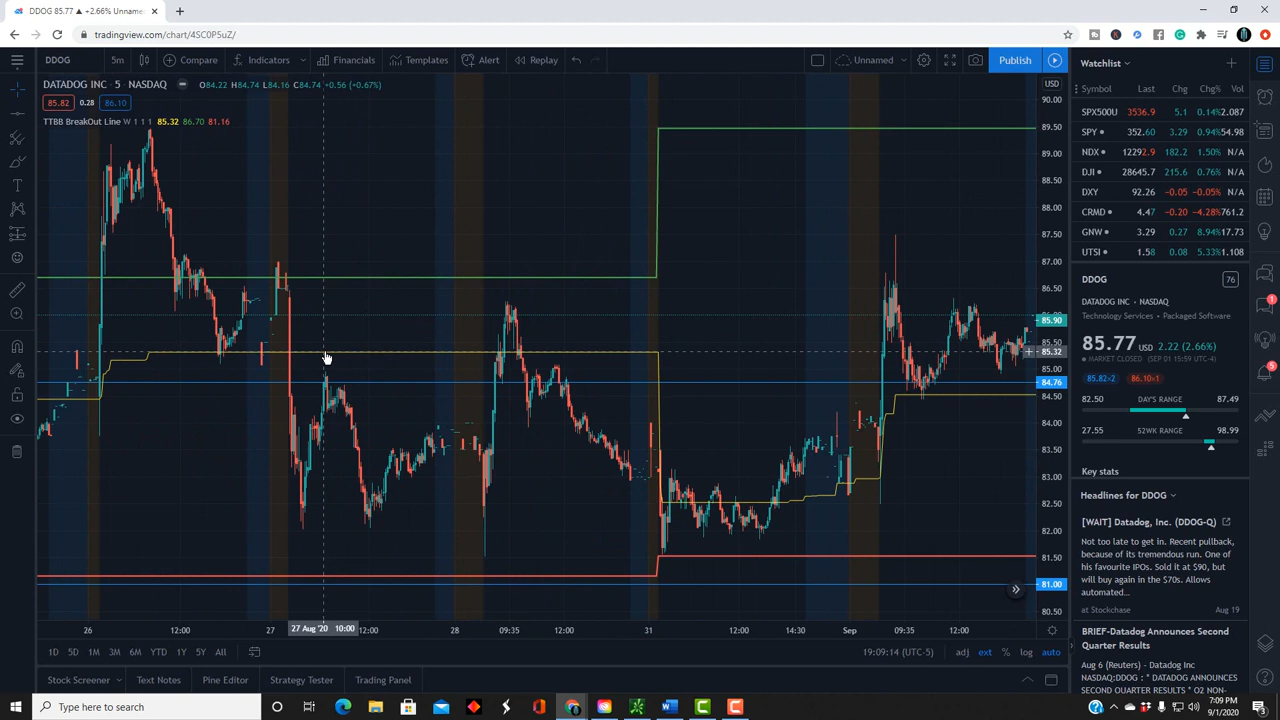 DDOG 85.77 ▲ +2.66% Unname
tradingview.com/chart/4SC0P5uZ/
DDOG 5m Compare Indicators Financials Templates Alert Replay Unnamed Publish
DATADOG INC · 5 · NASDAQ O84.22 H84.74 L84.16 C84.74 +0.56 (+0.67%)
85.82 0.28 86.10
TTBB BreakOut Line W 1 1 1 85.32 86.70 81.16
USD
90.00
89.50
89.00
88.50
88.00
87.50
87.00
86.50
85.90
85.50
85.32
85.00
84.76
84.50
84.00
83.50
83.00
82.50
82.00
81.50
81.00
80.50
26 12:00 27 27 Aug '20 10:00 12:00 28 09:35 12:00 31 12:00 14:30 Sep 09:35 12:00
1D 5D 1M 3M 6M YTD 1Y 5Y All 19:09:14 (UTC-5) adj ext % log auto
Stock Screener Text Notes Pine Editor Strategy Tester Trading Panel
Watchlist
Symbol Last Chg Chg% Vol
SPX500U 3536.9 5.1 0.14% 2.087
SPY 352.60 3.29 0.94% 54.98
NDX 12292.9 182.2 1.50% N/A
DJI 28645.7 215.6 0.76% N/A
DXY 92.26 -0.05 -0.05% N/A
CRMD 4.47 -0.20 -4.28% 761.2
GNW 3.29 0.27 8.94% 17.73
UTSI 1.58 0.08 5.33% 1.108
DDOG 76
DATADOG INC · NASDAQ
Technology Services · Packaged Software
85.77 USD 2.22 (2.66%)
MARKET CLOSED (SEP 01 15:59 UTC-4)
85.82×2 86.10×1
82.50 DAY'S RANGE 87.49
27.55 52WK RANGE 98.99
Key stats
Headlines for DDOG
[WAIT] Datadog, Inc. (DDOG-Q)
Not too late to get in. Recent pullback,
because of its tremendous run. One of
his favourite IPOs. Sold it at $90, but
will buy again in the $70s. Allows
automated...
at Stockchase Aug 19
BRIEF-Datadog Announces Second
Quarter Results
Aug 6 (Reuters) - Datadog Inc
NASDAQ:DDOG : * DATADOG
ANNOUNCES
SECOND QUARTER RESULTS * Q2 NON-
1
5
Type here to search
7:09 PM
9/1/2020